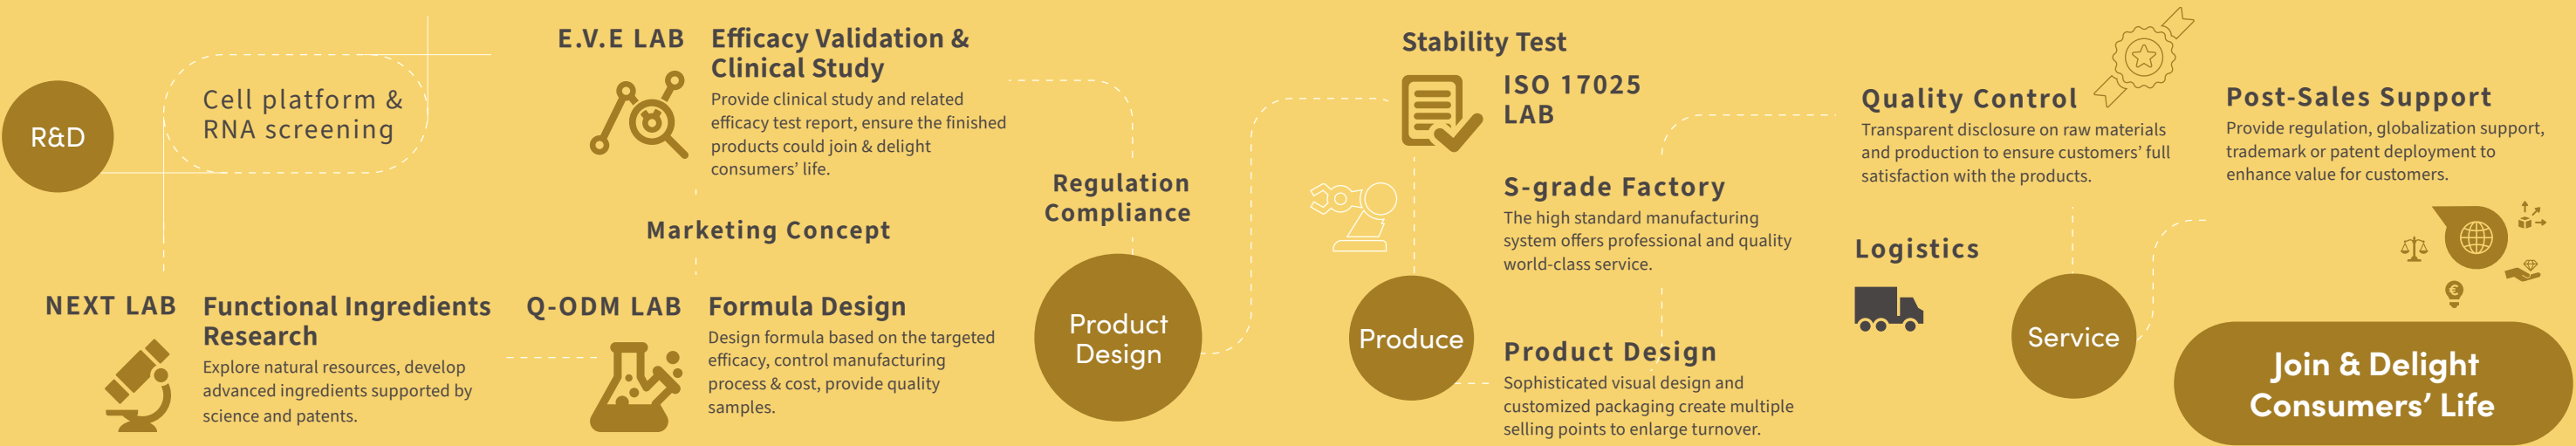 R&D
Cell platform &
RNA screening
NEXT LAB
Functional Ingredients
Research
Explore natural resources, develop
advanced ingredients supported by
science and patents.
E.V.E LAB
Efficacy Validation &
Clinical Study
Provide clinical study and related
efficacy test report, ensure the finished
products could join & delight
consumers’ life.
Marketing Concept
Q-ODM LAB
Formula Design
Design formula based on the targeted
efficacy, control manufacturing
process & cost, provide quality
samples.
Regulation
Compliance
Product
Design
Stability Test
ISO 17025
LAB
S-grade Factory
The high standard manufacturing
system offers professional and quality
world-class service.
Produce
Product Design
Sophisticated visual design and
customized packaging create multiple
selling points to enlarge turnover.
Quality Control
Transparent disclosure on raw materials
and production to ensure customers’ full
satisfaction with the products.
Logistics
Service
Post-Sales Support
Provide regulation, globalization support,
trademark or patent deployment to
enhance value for customers.
€
Join & Delight
Consumers’ Life